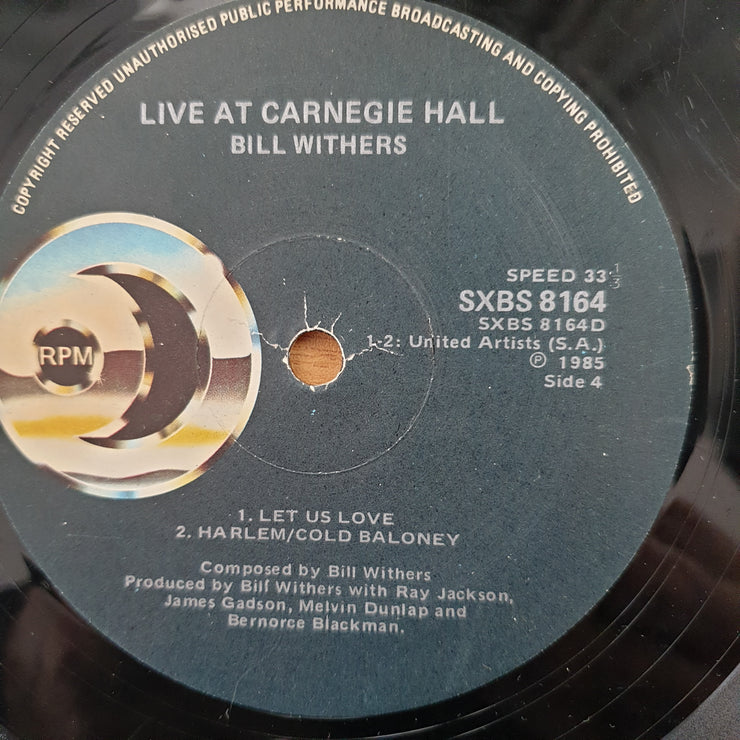 COPYRIGHT RESERVED UNAUTHORISED PUBLIC PERFORMANCE BROADCASTING AND COPYING PROHIBITED
LIVE AT CARNEGIE HALL
BILL WITHERS
SPEED 33 1/3
SXBS 8164
SXBS 8164D
1-2: United Artists (S.A.)
℗ 1985
Side 4
RPM
1. LET US LOVE
2. HARLEM/COLD BALONEY
Composed by Bill Withers
Produced by Bill Withers with Ray Jackson,
James Gadson, Melvin Dunlap and
Bernorce Blackman.